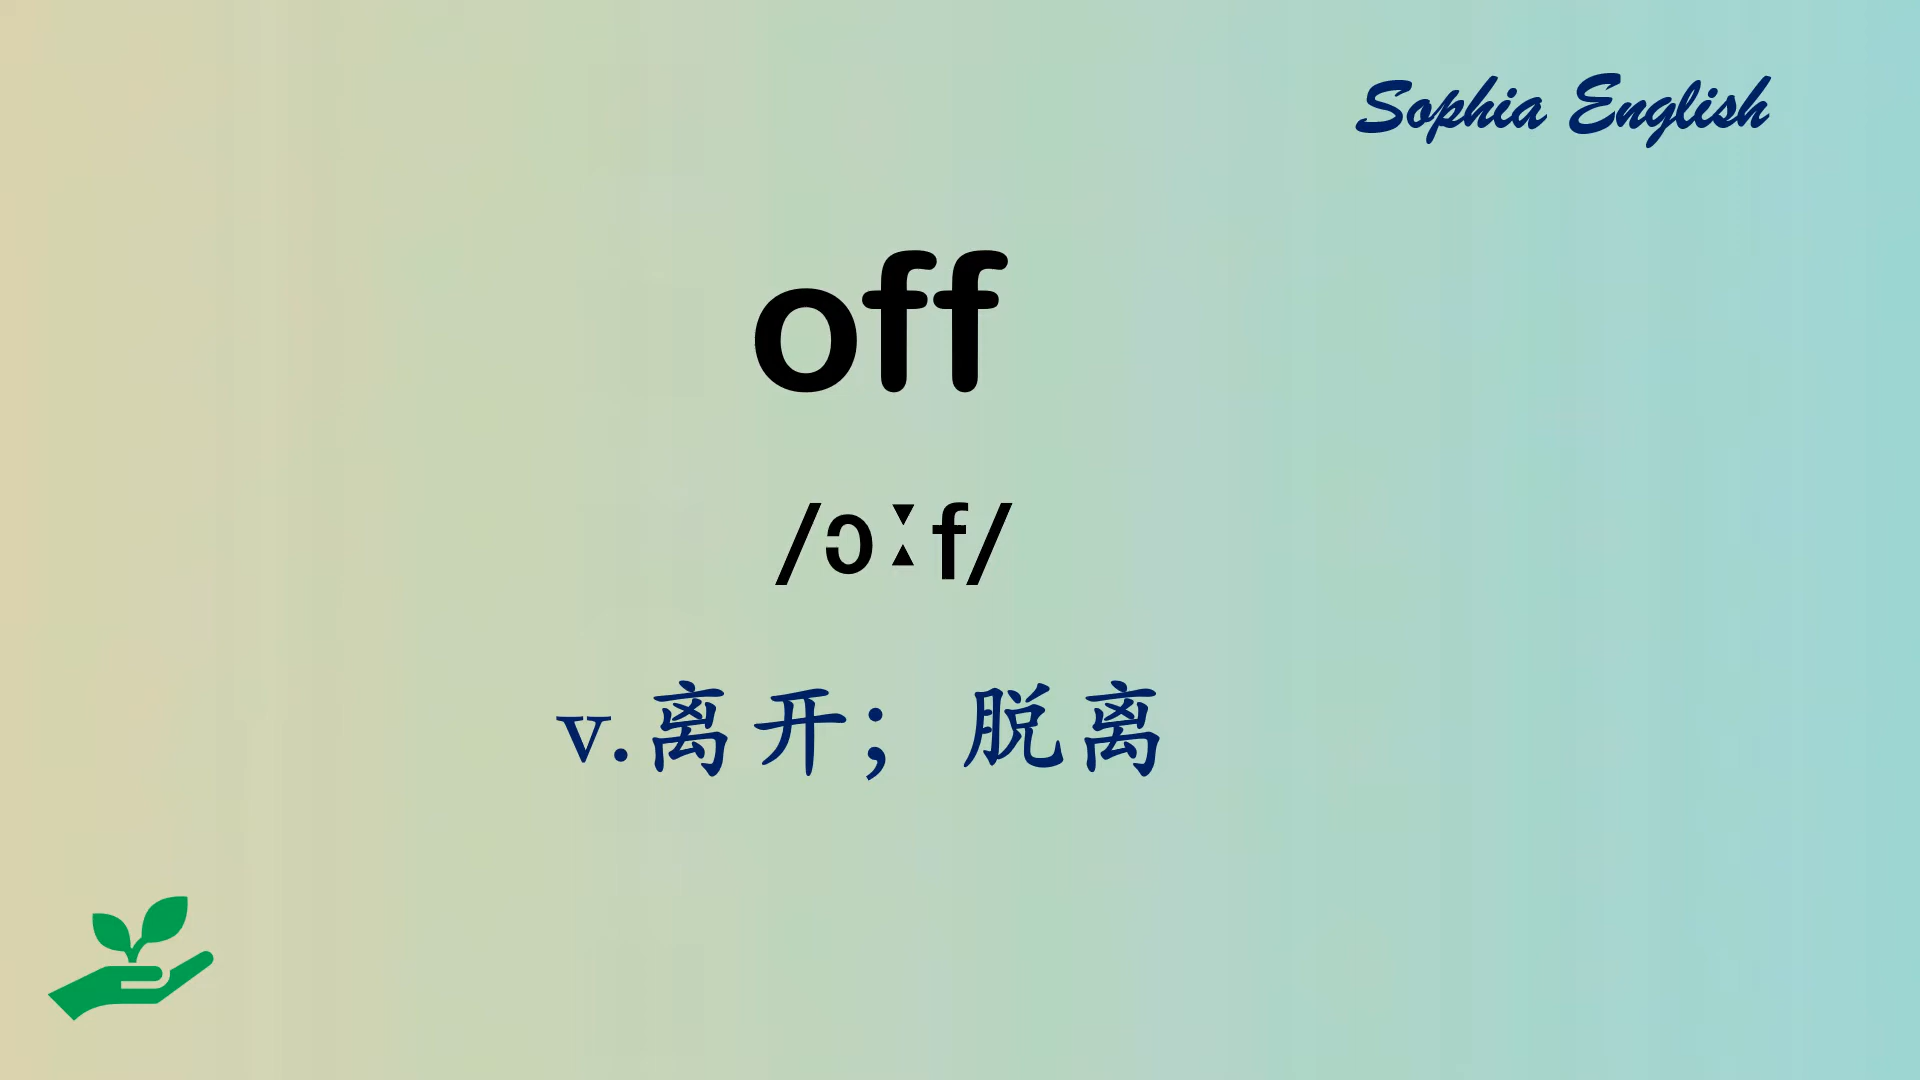 Sophia English
off
/ɔːf/
v.离开；脱离